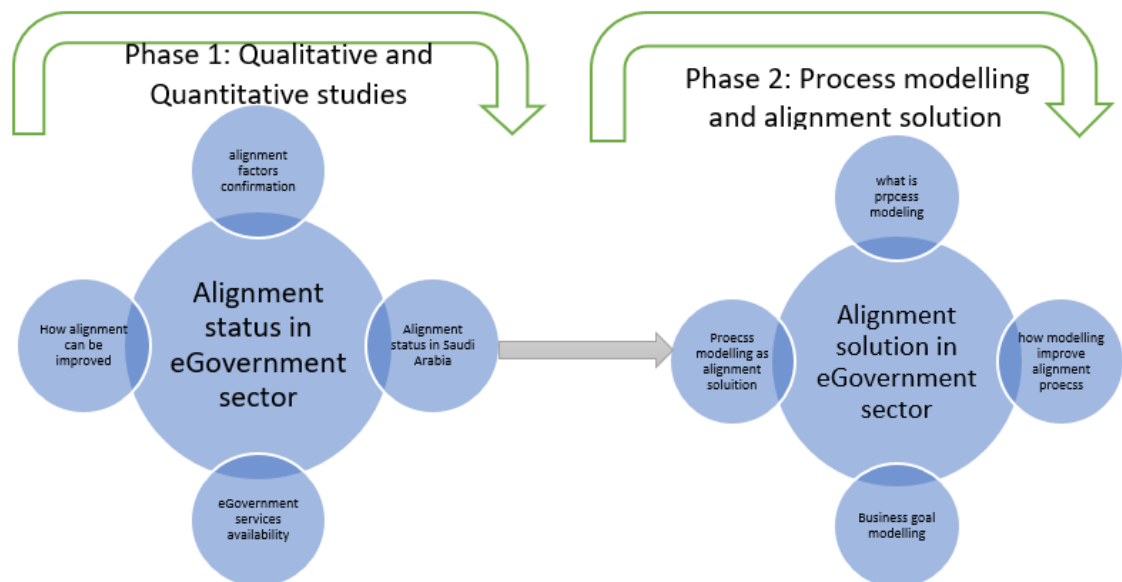 Phase 1: Qualitative and
Quantitative studies
alignment
factors
confirmation
How alignment
can be
improved
Alignment
status in
eGovernment
sector
Alignment
status in Saudi
Arabia
eGovernment
services
availability
Phase 2: Process modelling
and alignment solution
what is
prpcess
modeling
Proecss
modelling as
alignment
soluition
Alignment
solution in
eGovernment
sector
how modelling
improve
alignment
proecss
Business goal
modelling